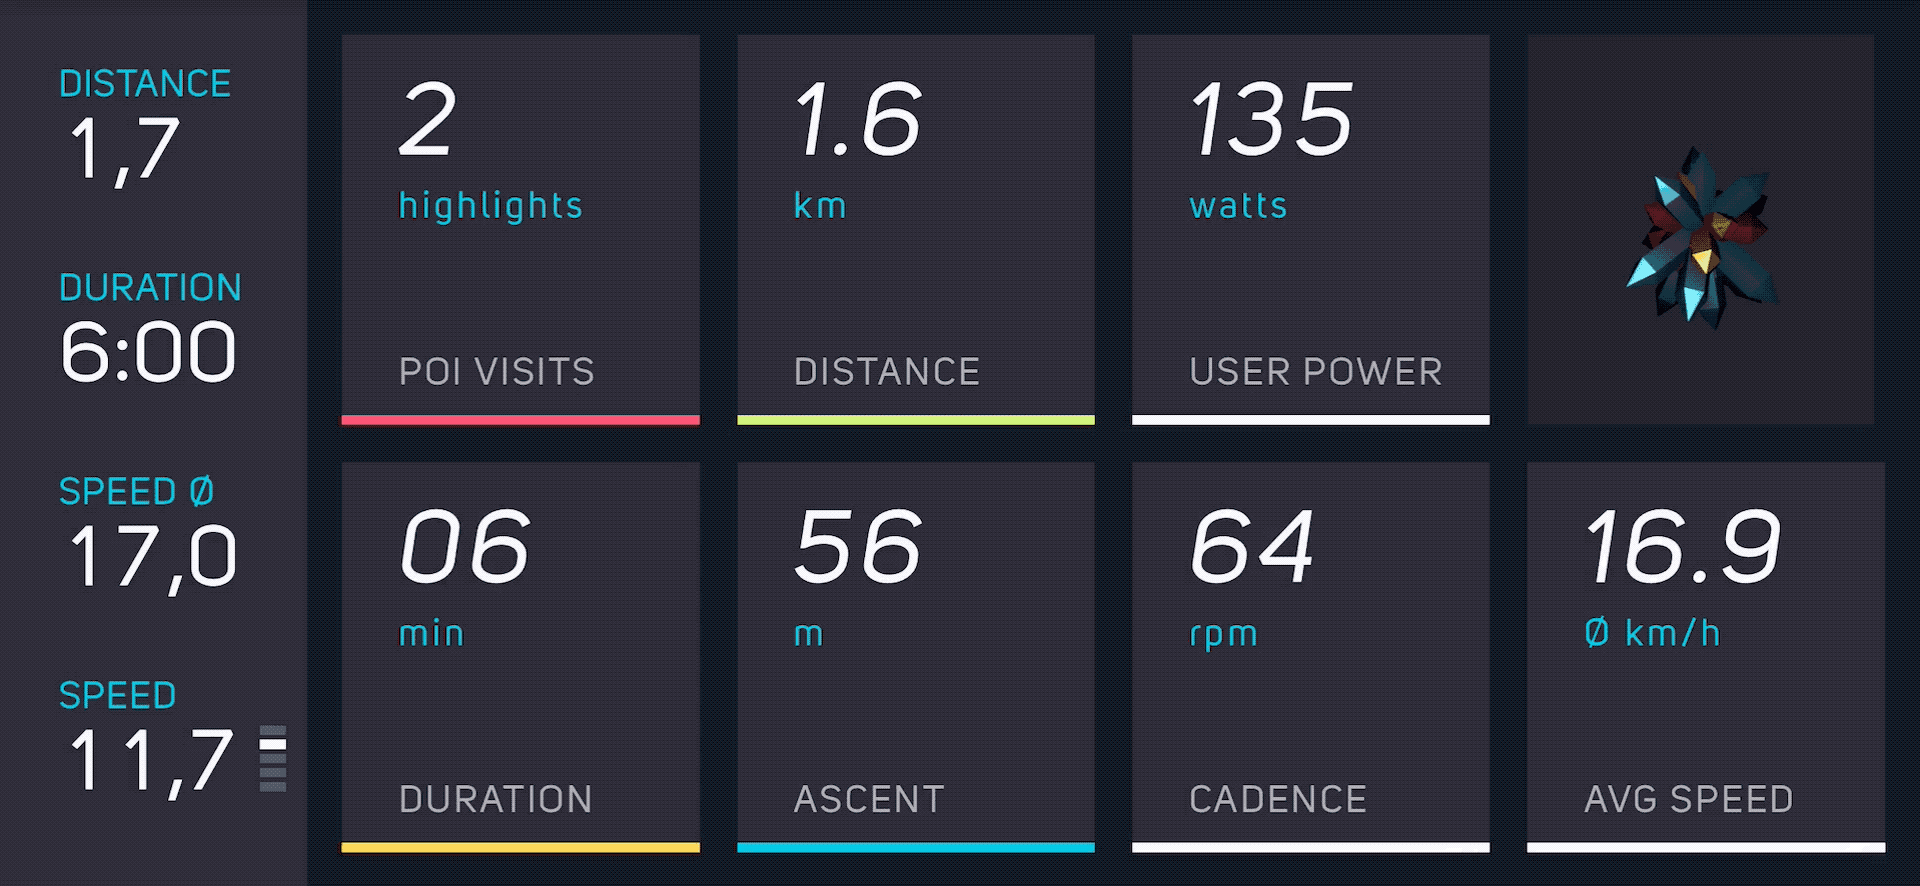 DISTANCE
1,7
DURATION
6:00
SPEED Ø
17,0
SPEED
11,7
2
highlights
POI VISITS
1.6
km
DISTANCE
135
watts
USER POWER
06
min
DURATION
56
m
ASCENT
64
rpm
CADENCE
16.9
Ø km/h
AVG SPEED